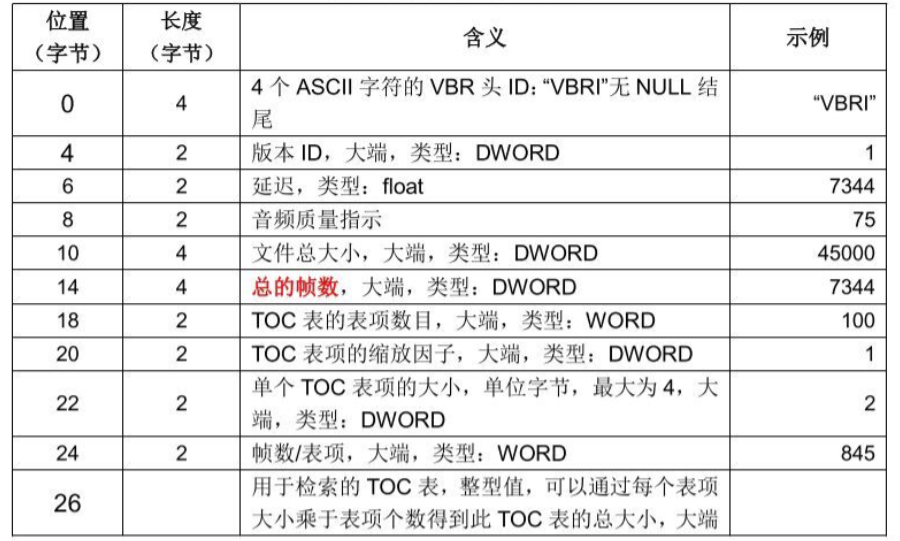 位置 长度 含义 示例
（字节） （字节）
0 4 4 个 ASCII 字符的 VBR 头 ID：“VBRI”无 NULL 结 “VBRI”
尾
4 2 版本 ID，大端，类型：DWORD 1
6 2 延迟，类型：float 7344
8 2 音频质量指示 75
10 4 文件总大小，大端，类型：DWORD 45000
14 4 总的帧数，大端，类型：DWORD 7344
18 2 TOC 表的表项数目，大端，类型：WORD 100
20 2 TOC 表项的缩放因子，大端，类型：DWORD 1
22 2 单个 TOC 表项的大小，单位字节，最大为 4，大 2
端，类型：DWORD
24 2 帧数/表项，大端，类型：WORD 845
26 用于检索的 TOC 表，整型值，可以通过每个表项
大小乘于表项个数得到此 TOC 表的总大小，大端